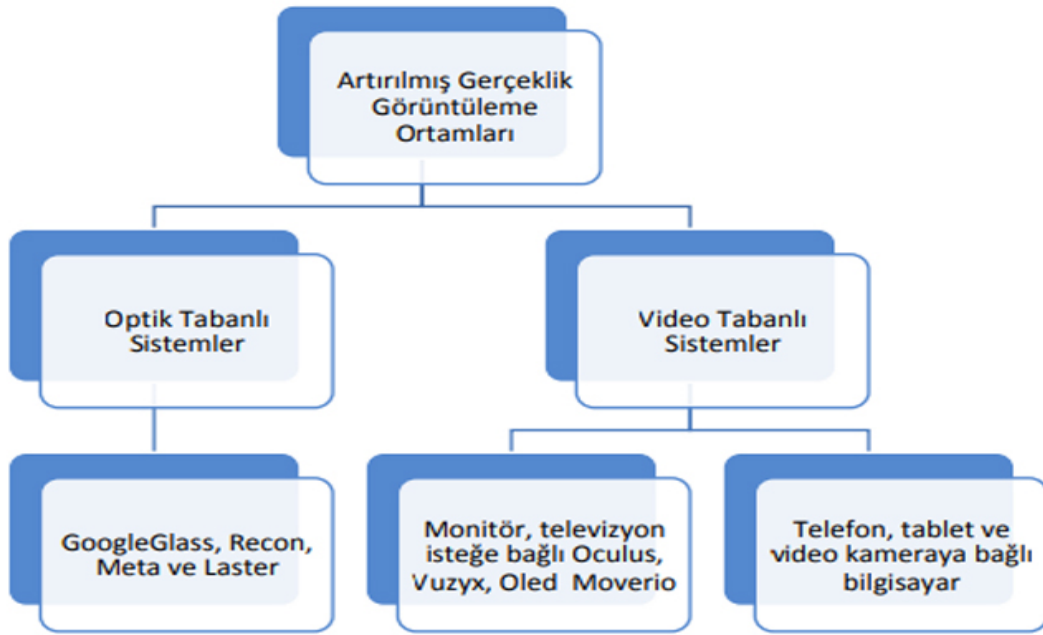 Artırılmış Gerçeklik
Görüntüleme
Ortamları
Optik Tabanlı
Sistemler
Video Tabanlı
Sistemler
GoogleGlass, Recon,
Meta ve Laster
Monitör, televizyon
isteğe bağlı Oculus,
Vuzyx, Oled Moverio
Telefon, tablet ve
video kameraya bağlı
bilgisayar